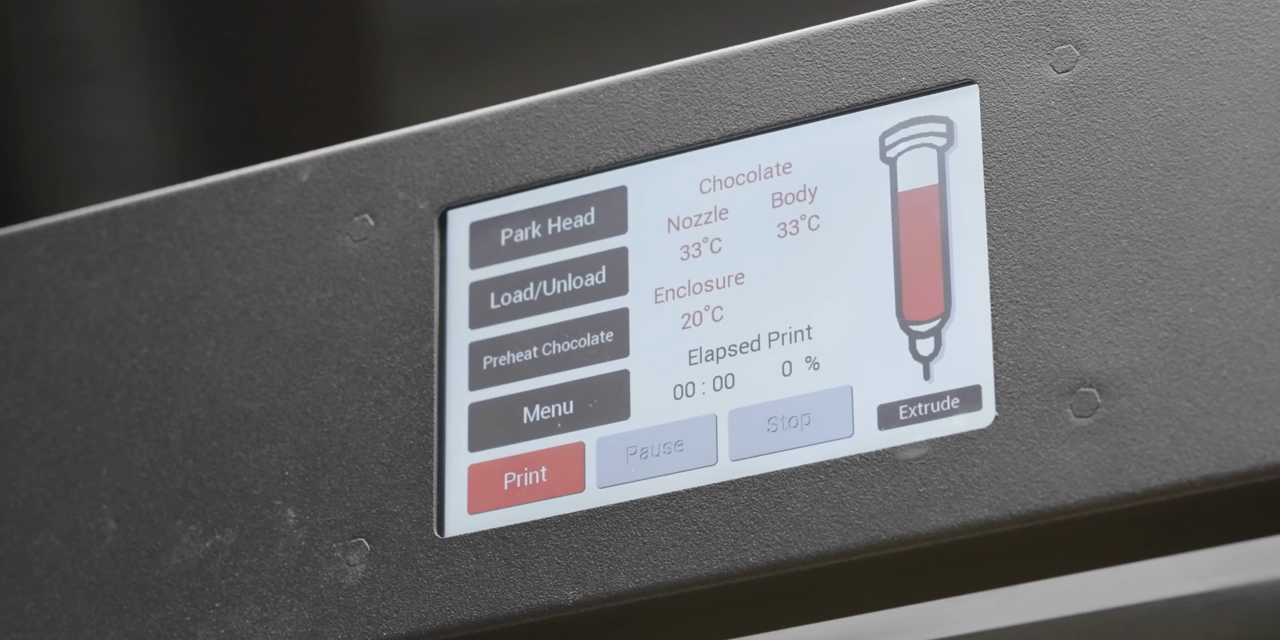 Park Head
Load/Unload
Preheat Chocolate
Menu
Print
Pause
Stop
Chocolate
Nozzle Body
33°C 33°C
Enclosure
20°C
Elapsed Print
00 : 00 0 %
Extrude